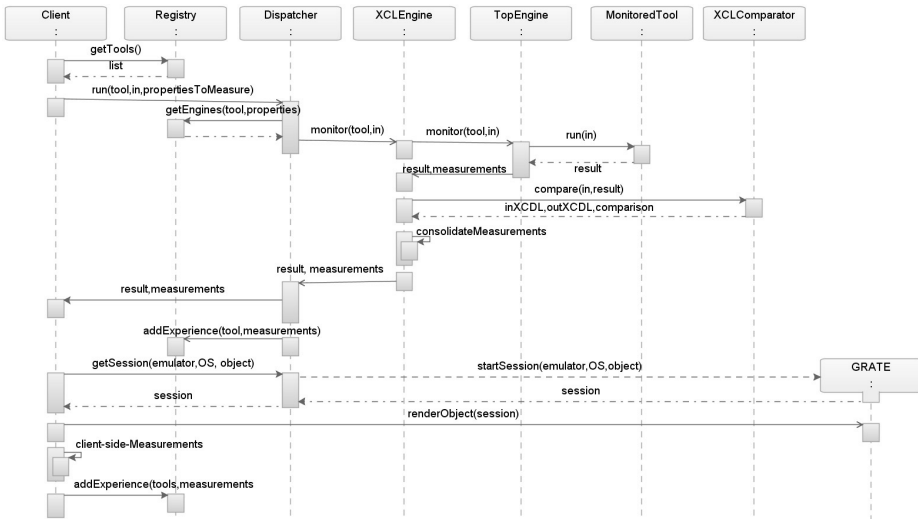 Client
:
Registry
:
Dispatcher
:
XCLEngine
:
TopEngine
:
MonitoredTool
:
XCLComparator
:
getTools()
list
run(tool,in,propertiesToMeasure)
getEngines(tool,properties)
monitor(tool,in)
monitor(tool,in)
run(in)
result
result,measurements
compare(in,result)
inXCDL,outXCDL,comparison
consolidateMeasurements
result, measurements
result,measurements
addExperience(tool,measurements)
getSession(emulator,OS, object)
startSession(emulator,OS,object)
GRATE
:
session
session
renderObject(session)
client-side-Measurements
addExperience(tools,measurements